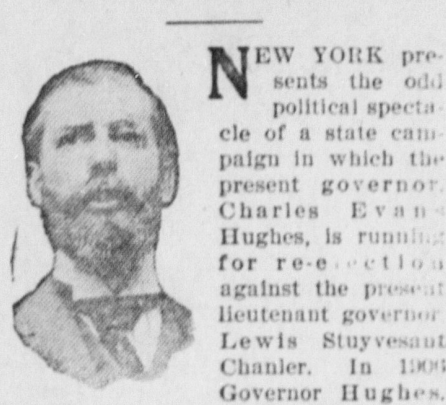 NEW YORK pre-
sents the odd
political specta-
cle of a state cam-
paign in which the
present governor,
Charles Evans
Hughes, is running
for re-election
against the present
lieutenant governor
Lewis Stuyvesant
Chanler. In 1906
Governor Hughes,